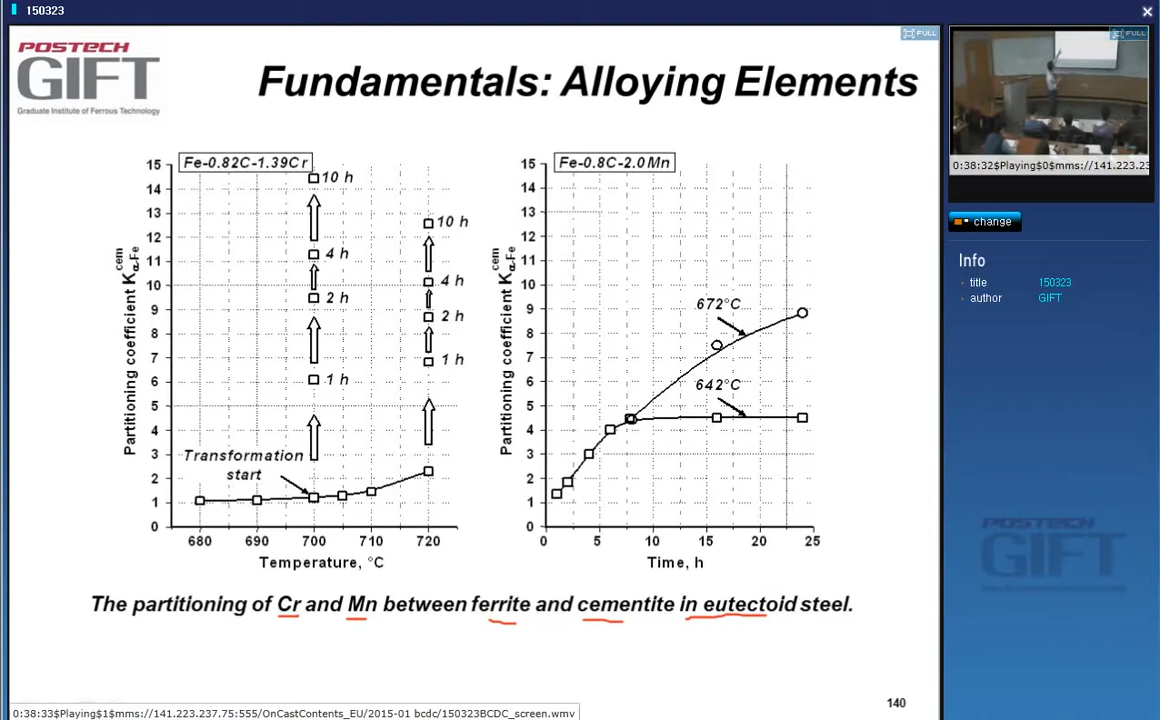 150323
POSTECH
GIFT
Graduate Institute of Ferrous Technology
Fundamentals: Alloying Elements
FULL
Fe-0.82C-1.39Cr
Partitioning coefficient K cem α-Fe
15
14
13
12
11
10
9
8
7
6
5
4
3
2
1
0
10 h
4 h
2 h
1 h
10 h
4 h
2 h
1 h
Transformation
start
680 690 700 710 720
Temperature, °C
Fe-0.8C-2.0Mn
Partitioning coefficient K cem α-Fe
15
14
13
12
11
10
9
8
7
6
5
4
3
2
1
0
672°C
642°C
0 5 10 15 20 25
Time, h
The partitioning of Cr and Mn between ferrite and cementite in eutectoid steel.
140
0:38:33$Playing$1$mms://141.223.237.75:555/OnCastContents_EU/2015-01 bcdc/150323BCDC_screen.wmv
FULL
0:38:32$Playing$0$mms://141.223.23
change
Info
title 150323
author GIFT
POSTECH
GIFT